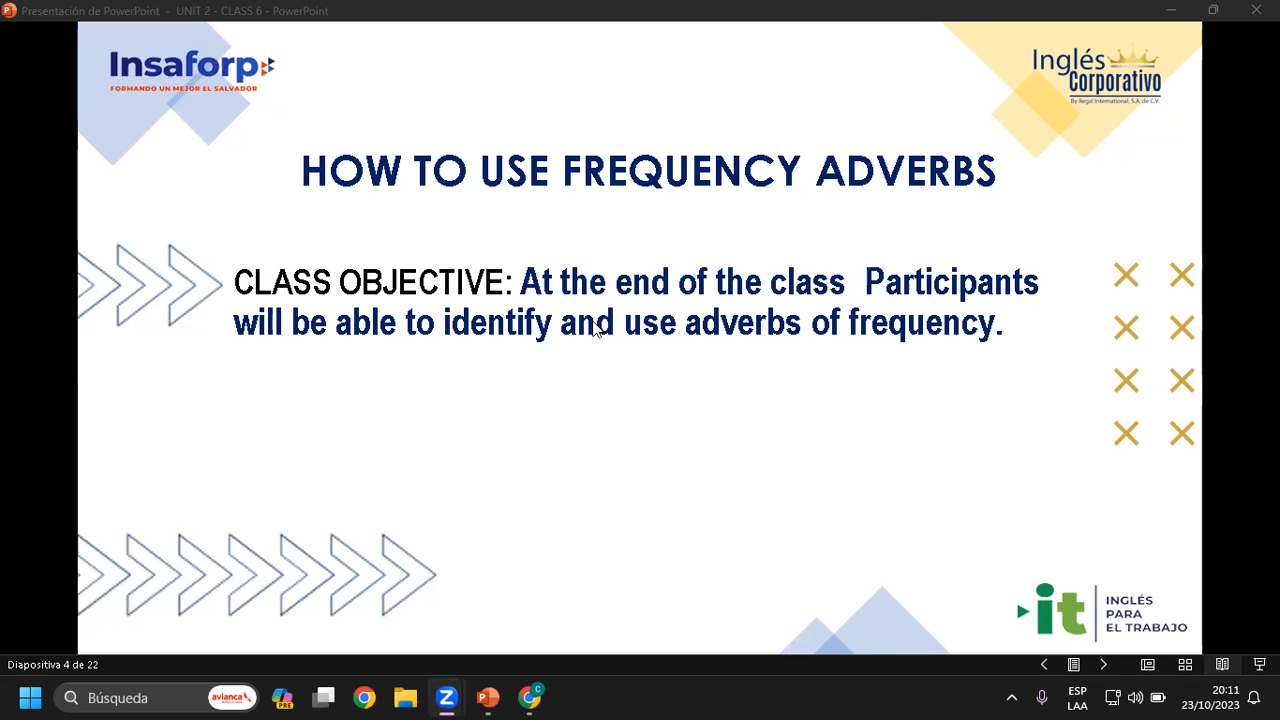 Presentación de PowerPoint - UNIT 2 - CLASS 6 - PowerPoint
Insaforp
FORMANDO UN MEJOR EL SALVADOR
Inglés
Corporativo
By Regal International, S.A. de C.V.
HOW TO USE FREQUENCY ADVERBS
CLASS OBJECTIVE: At the end of the class Participants
will be able to identify and use adverbs of frequency.
it
INGLÉS
PARA
EL TRABAJO
Diapositiva 4 de 22
Búsqueda
avianca
PRE
C
ESP
LAA
20:11
23/10/2023